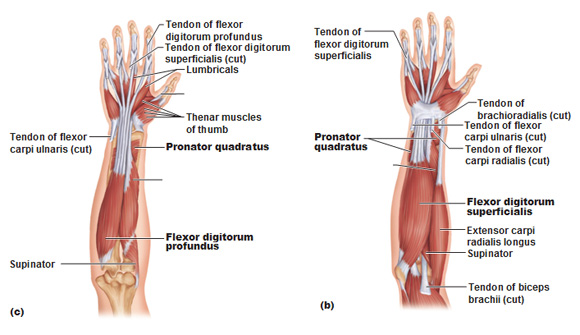 Tendon of flexor
digitorum profundus
Tendon of flexor digitorum
superficialis (cut)
Lumbricals
Thenar muscles
of thumb
Tendon of flexor
carpi ulnaris (cut)
Pronator quadratus
Flexor digitorum
profundus
Supinator
(c)
Tendon of
flexor digitorum
superficialis
Tendon of
brachioradialis (cut)
Tendon of flexor
carpi ulnaris (cut)
Tendon of flexor
carpi radialis (cut)
Pronator
quadratus
Flexor digitorum
superficialis
Extensor carpi
radialis longus
Supinator
Tendon of biceps
brachii (cut)
(b)